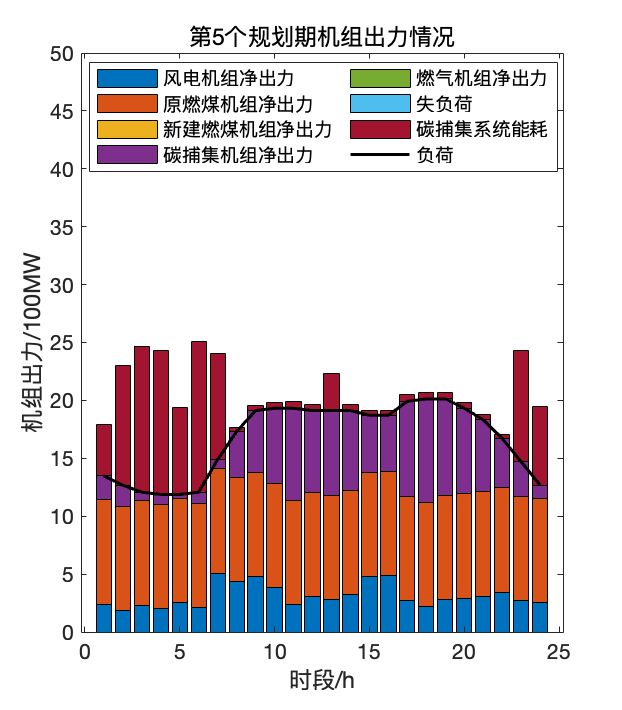 第5个规划期机组出力情况
风电机组净出力
原燃煤机组净出力
新建燃煤机组净出力
碳捕集机组净出力
燃气机组净出力
失负荷
碳捕集系统能耗
负荷
机组出力/100MW
50
45
40
35
30
25
20
15
10
5
0
0 5 10 15 20 25
时段/h